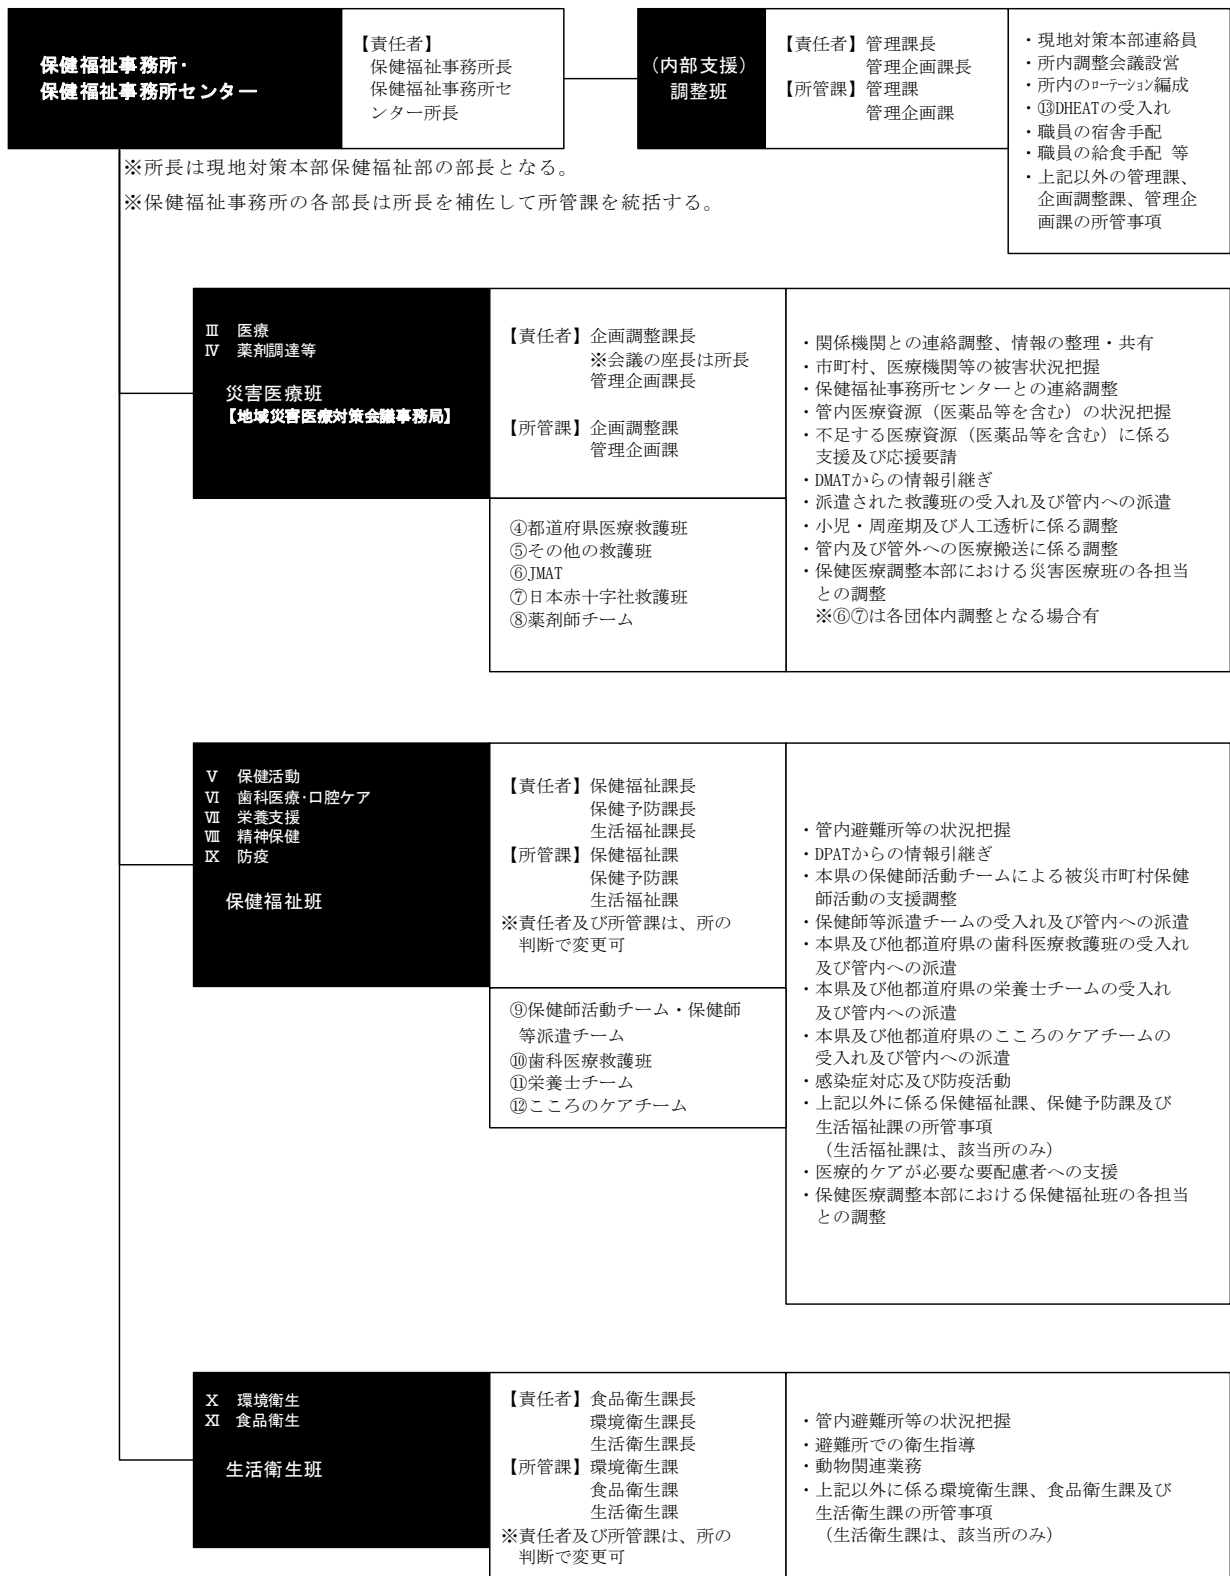 保健福祉事務所・
保健福祉事務所センター
【責任者】
保健福祉事務所長
保健福祉事務所セ
ンター所長
(内部支援)
調整班
【責任者】管理課長
管理企画課長
【所管課】管理課
管理企画課
・現地対策本部連絡員
・所内調整会議設営
・所内のローテーション編成
・⑬DHEATの受入れ
・職員の宿舎手配
・職員の給食手配 等
・上記以外の管理課、
企画調整課、管理企
画課の所管事項
※所長は現地対策本部保健福祉部の部長となる。
※保健福祉事務所の各部長は所長を補佐して所管課を統括する。
Ⅲ 医療
Ⅳ 薬剤調達等
災害医療班
【地域災害医療対策会議事務局】
【責任者】企画調整課長
※会議の座長は所長
管理企画課長
【所管課】企画調整課
管理企画課
④都道府県医療救護班
⑤その他の救護班
⑥JMAT
⑦日本赤十字社救護班
⑧薬剤師チーム
・関係機関との連絡調整、情報の整理・共有
・市町村、医療機関等の被害状況把握
・保健福祉事務所センターとの連絡調整
・管内医療資源(医薬品等を含む)の状況把握
・不足する医療資源(医薬品等を含む)に係る
支援及び応援要請
・DMATからの情報引継ぎ
・派遣された救護班の受入れ及び管内への派遣
・小児・周産期及び人工透析に係る調整
・管内及び管外への医療搬送に係る調整
・保健医療調整本部における災害医療班の各担当
との調整
※⑥⑦は各団体内調整となる場合有
Ⅴ 保健活動
Ⅵ 歯科医療・口腔ケア
Ⅶ 栄養支援
Ⅷ 精神保健
Ⅸ 防疫
保健福祉班
【責任者】保健福祉課長
保健予防課長
生活福祉課長
【所管課】保健福祉課
保健予防課
生活福祉課
※責任者及び所管課は、所の
判断で変更可
⑨保健師活動チーム・保健師
等派遣チーム
⑩歯科医療救護班
⑪栄養士チーム
⑫こころのケアチーム
・管内避難所等の状況把握
・DPATからの情報引継ぎ
・本県の保健師活動チームによる被災市町村保健
師活動の支援調整
・保健師等派遣チームの受入れ及び管内への派遣
・本県及び他都道府県の歯科医療救護班の受入れ
及び管内への派遣
・本県及び他都道府県の栄養士チームの受入れ
及び管内への派遣
・本県及び他都道府県のこころのケアチームの
受入れ及び管内への派遣
・感染症対応及び防疫活動
・上記以外に係る保健福祉課、保健予防課及び
生活福祉課の所管事項
(生活福祉課は、該当所のみ)
・医療的ケアが必要な要配慮者への支援
・保健医療調整本部における保健福祉班の各担当
との調整
Ⅹ 環境衛生
Ⅺ 食品衛生
生活衛生班
【責任者】食品衛生課長
環境衛生課長
生活衛生課長
【所管課】環境衛生課
食品衛生課
生活衛生課
※責任者及び所管課は、所の
判断で変更可
・管内避難所等の状況把握
・避難所での衛生指導
・動物関連業務
・上記以外に係る環境衛生課、食品衛生課及び
生活衛生課の所管事項
(生活衛生課は、該当所のみ)